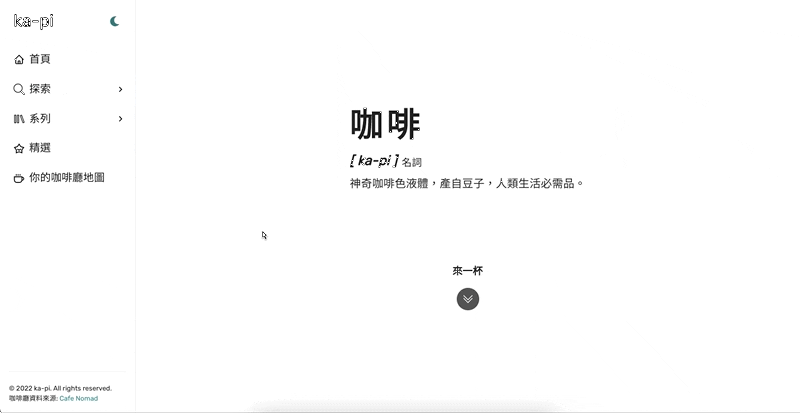 ka-pi
首頁
探索
系列
精選
你的咖啡廳地圖
© 2022 ka-pi. All rights reserved.
咖啡廳資料來源: Cafe Nomad
咖啡
[ ka-pi ] 名詞
神奇咖啡色液體，產自豆子，人類生活必需品。
來一杯